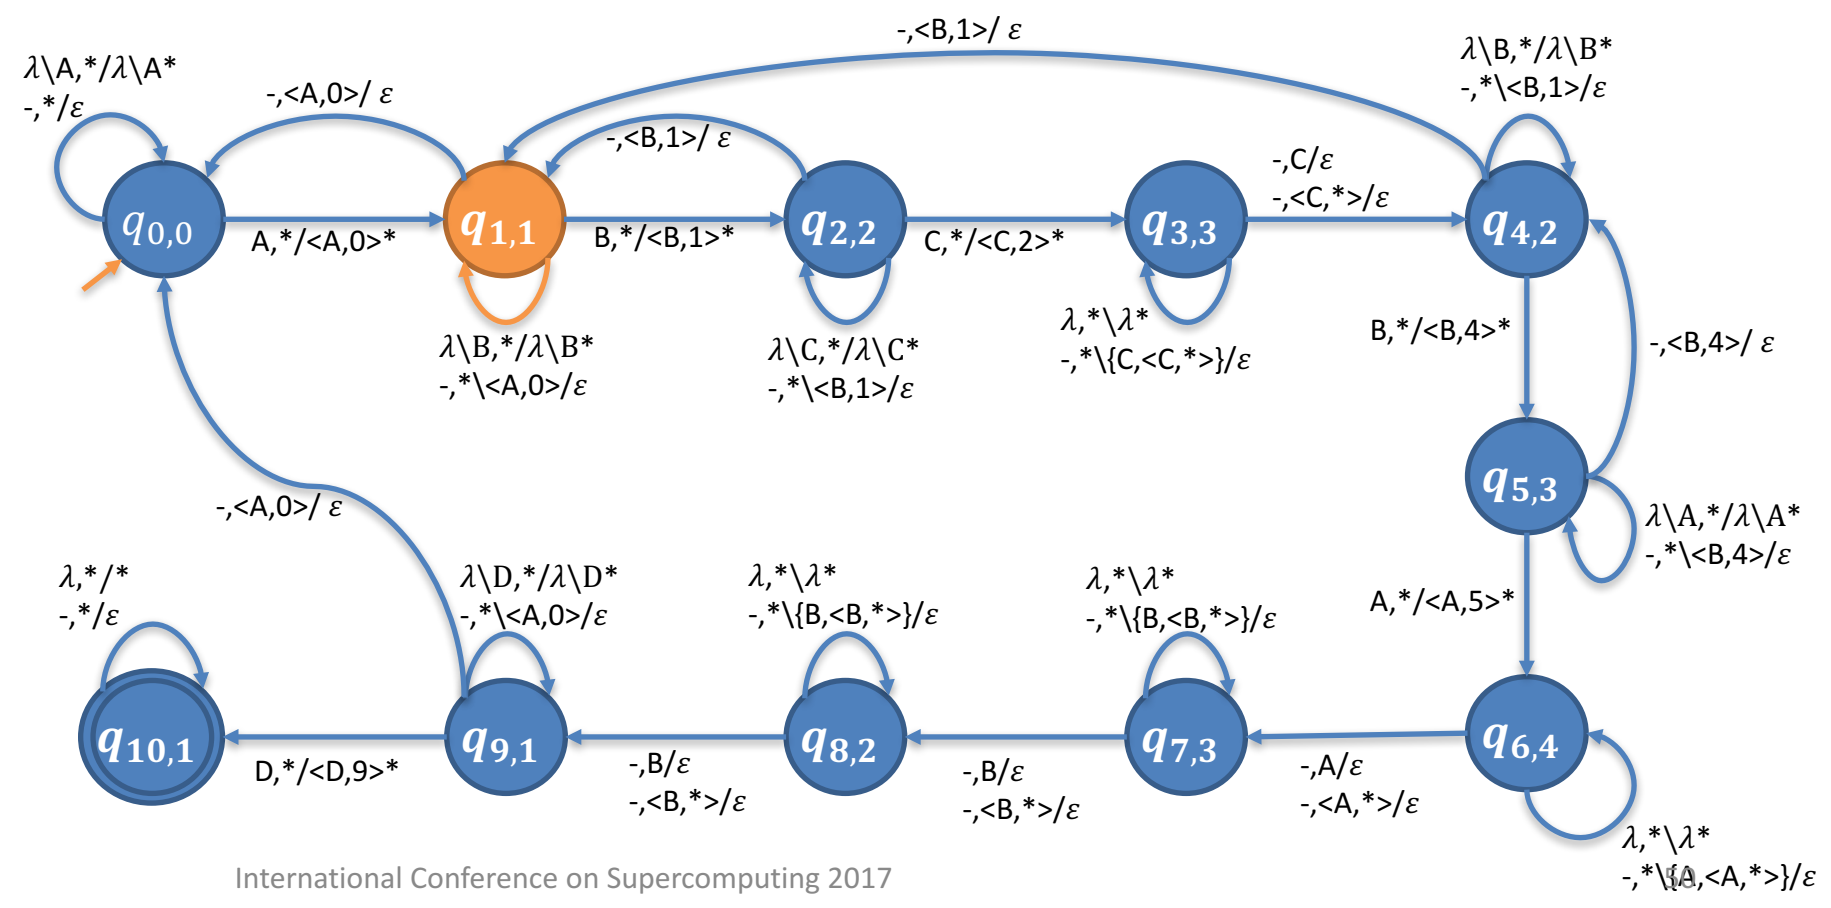 -,<B,1>/ ε
λ\A,*/λ\A*
-,*/ε
-,<A,0>/ ε
-,<B,1>/ ε
λ\B,*/λ\B*
-,*\<B,1>/ε
-,C/ε
-,<C,*>/ε
q0,0
A,*/<A,0>*
q1,1
B,*/<B,1>*
q2,2
C,*/<C,2>*
q3,3
q4,2
λ\B,*/λ\B*
-,*\<A,0>/ε
λ\C,*/λ\C*
-,*\<B,1>/ε
λ,*\λ*
-,*\{C,<C,*>}/ε
B,*/<B,4>*
-,<B,4>/ ε
q5,3
-,<A,0>/ ε
λ\A,*/λ\A*
-,*\<B,4>/ε
A,*/<A,5>*
λ,*/*
-,*/ε
λ\D,*/λ\D*
-,*\<A,0>/ε
λ,*\λ*
-,*\{B,<B,*>}/ε
λ,*\λ*
-,*\{B,<B,*>}/ε
q10,1
D,*/<D,9>*
q9,1
-,B/ε
-,<B,*>/ε
q8,2
-,B/ε
-,<B,*>/ε
q7,3
-,A/ε
-,<A,*>/ε
q6,4
λ,*\λ*
-,*\{A,<A,*>}/ε
International Conference on Supercomputing 2017
50